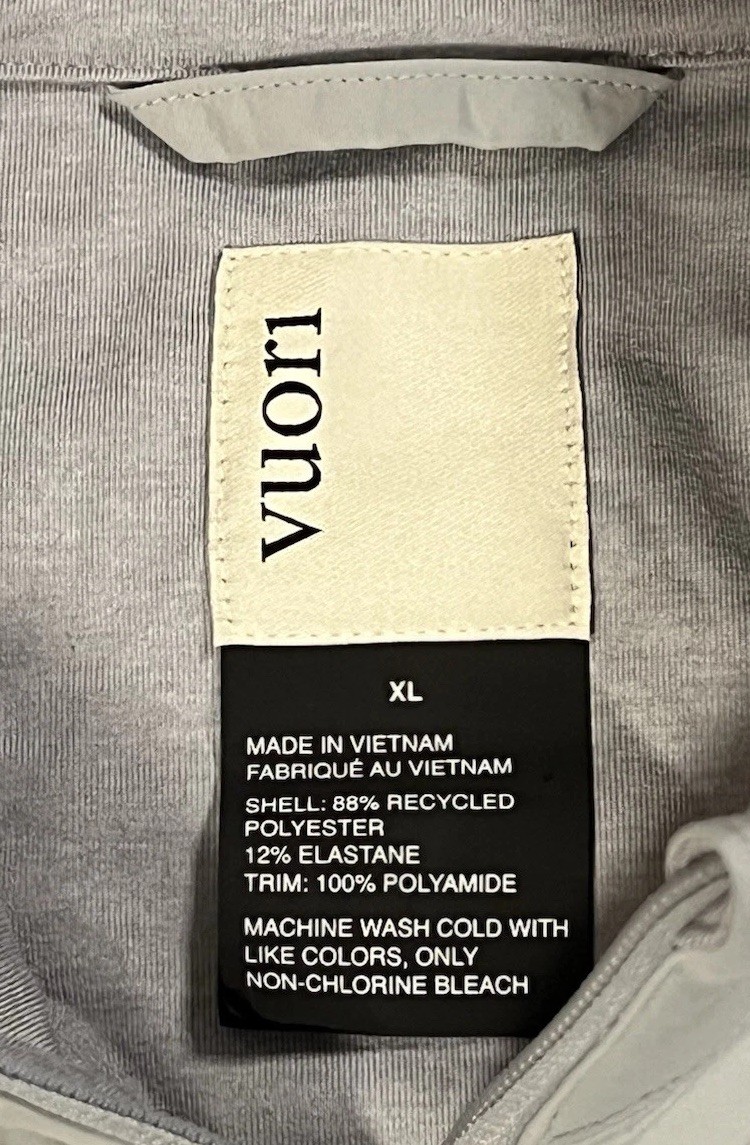 vuori
XL
MADE IN VIETNAM
FABRIQUÉ AU VIETNAM
SHELL: 88% RECYCLED
POLYESTER
12% ELASTANE
TRIM: 100% POLYAMIDE
MACHINE WASH COLD WITH
LIKE COLORS, ONLY
NON-CHLORINE BLEACH